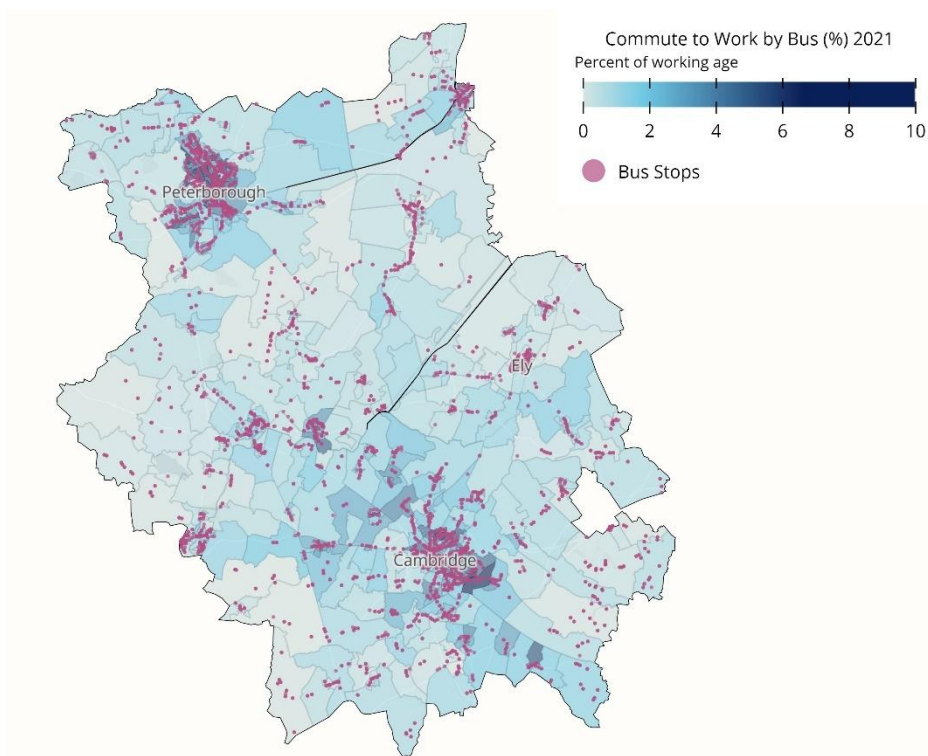 Commute to Work by Bus (%) 2021
Percent of working age
0 2 4 6 8 10
Bus Stops
Peterborough
Ely
Cambridge